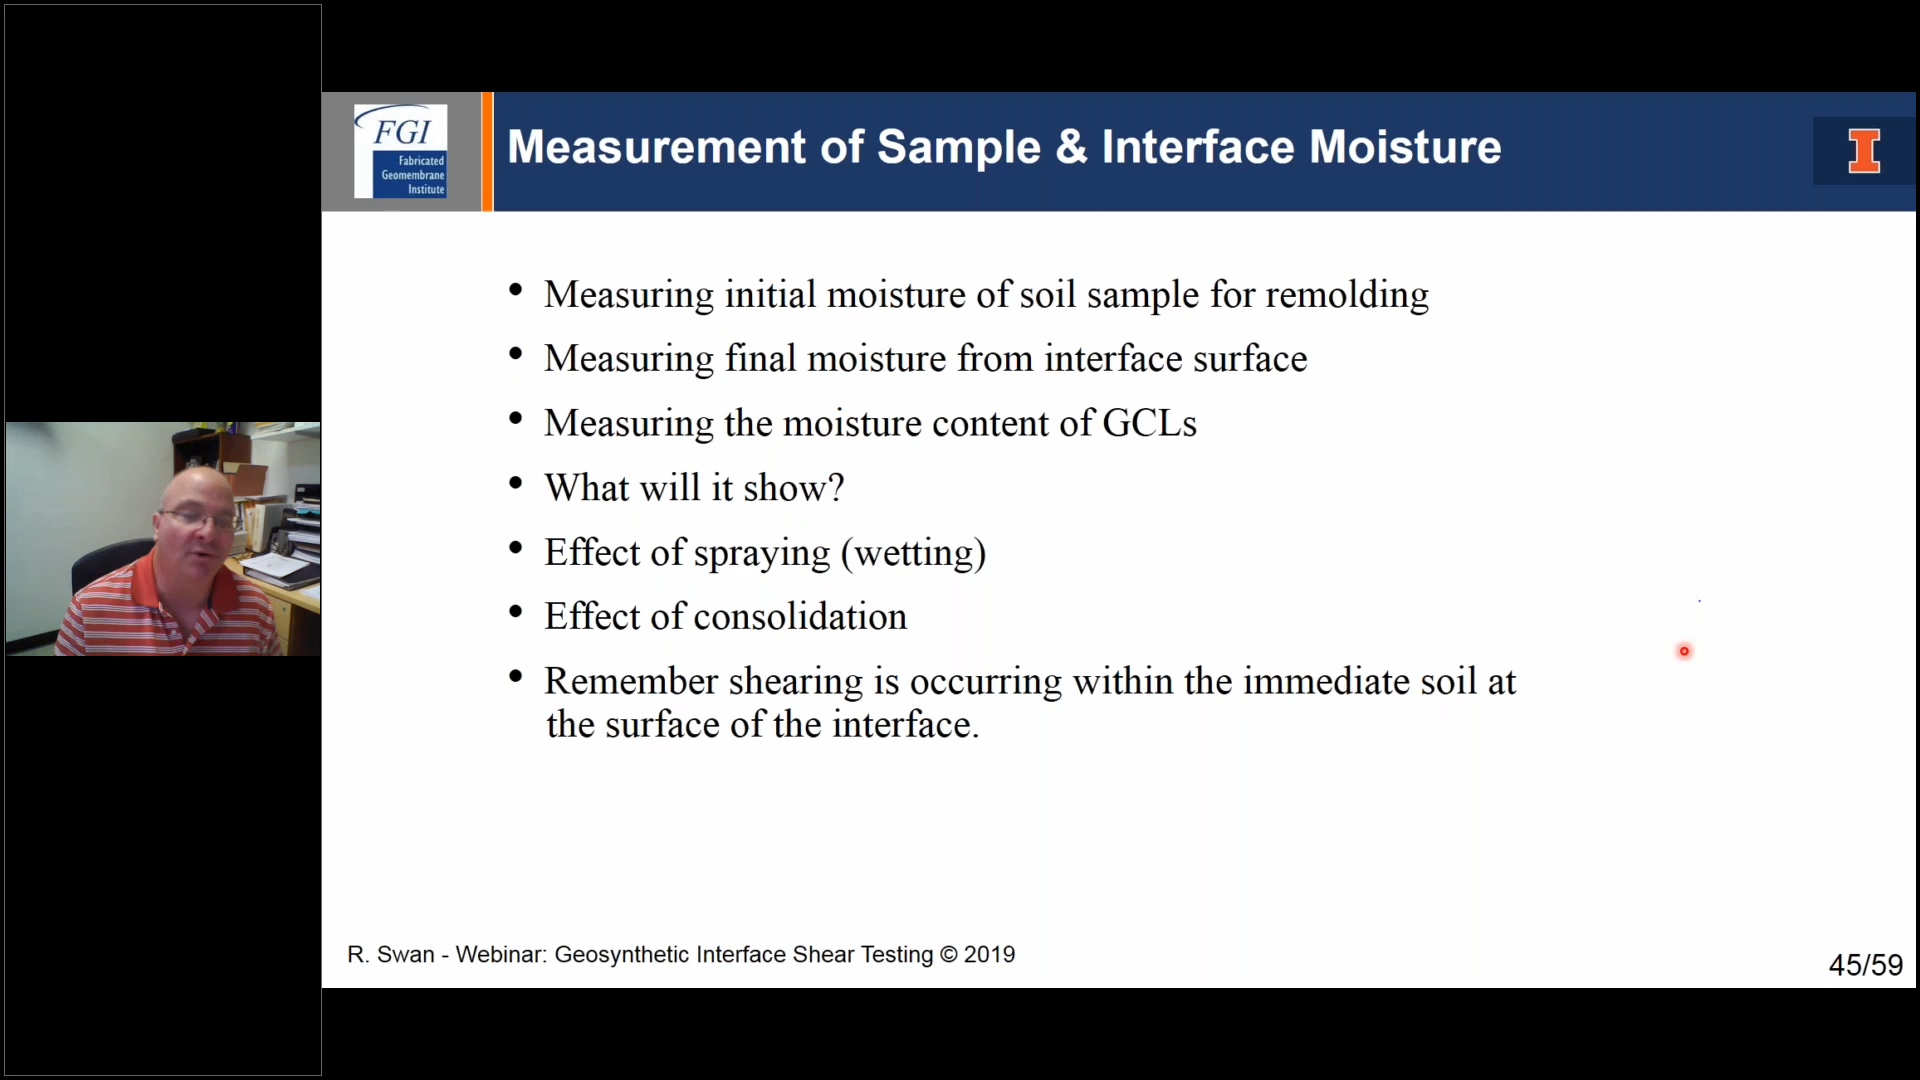 FGI
Fabricated
Geomembrane
Institute
Measurement of Sample & Interface Moisture
I
• Measuring initial moisture of soil sample for remolding
• Measuring final moisture from interface surface
• Measuring the moisture content of GCLs
• What will it show?
• Effect of spraying (wetting)
• Effect of consolidation
• Remember shearing is occurring within the immediate soil at
the surface of the interface.
R. Swan - Webinar: Geosynthetic Interface Shear Testing © 2019
45/59